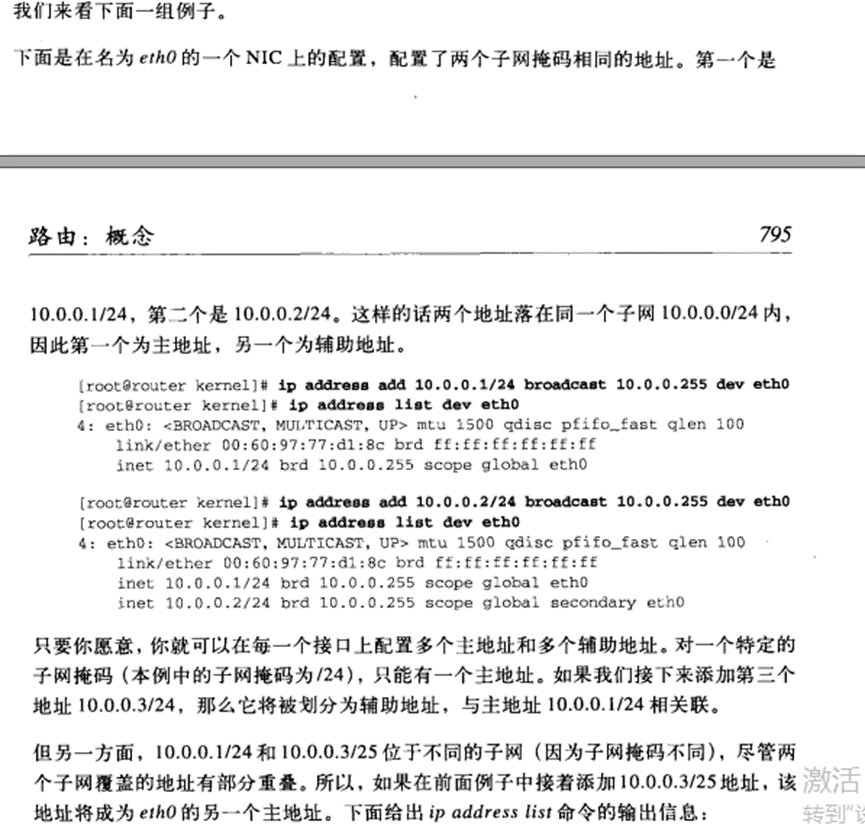 我们来看下面一组例子。
下面是在名为 eth0 的一个 NIC 上的配置，配置了两个子网掩码相同的地址。第一个是
路由：概念 795
10.0.0.1/24，第二个是 10.0.0.2/24。这样的话两个地址落在同一个子网 10.0.0.0/24 内，
因此第一个为主地址，另一个为辅助地址。
[root@router kernel]# ip address add 10.0.0.1/24 broadcast 10.0.0.255 dev eth0
[root@router kernel]# ip address list dev eth0
4: eth0: <BROADCAST, MULTICAST, UP> mtu 1500 qdisc pfifo_fast qlen 100
link/ether 00:60:97:77:d1:8c brd ff:ff:ff:ff:ff:ff
inet 10.0.0.1/24 brd 10.0.0.255 scope global eth0
[root@router kernel]# ip address add 10.0.0.2/24 broadcast 10.0.0.255 dev eth0
[root@router kernel]# ip address list dev eth0
4: eth0: <BROADCAST, MULTICAST, UP> mtu 1500 qdisc pfifo_fast qlen 100
link/ether 00:60:97:77:d1:8c brd ff:ff:ff:ff:ff:ff
inet 10.0.0.1/24 brd 10.0.0.255 scope global eth0
inet 10.0.0.2/24 brd 10.0.0.255 scope global secondary eth0
只要你愿意，你就可以在每一个接口上配置多个主地址和多个辅助地址。对一个特定的
子网掩码（本例中的子网掩码为 /24），只能有一个主地址。如果我们接下来添加第三个
地址 10.0.0.3/24，那么它将被划分为辅助地址，与主地址 10.0.0.1/24 相关联。
但另一方面，10.0.0.1/24 和 10.0.0.3/25 位于不同的子网（因为子网掩码不同），尽管两
个子网覆盖的地址有部分重叠。所以，如果在前面例子中接着添加 10.0.0.3/25 地址，该
地址将成为 eth0 的另一个主地址。下面给出 ip address list 命令的输出信息：
激活
转到"